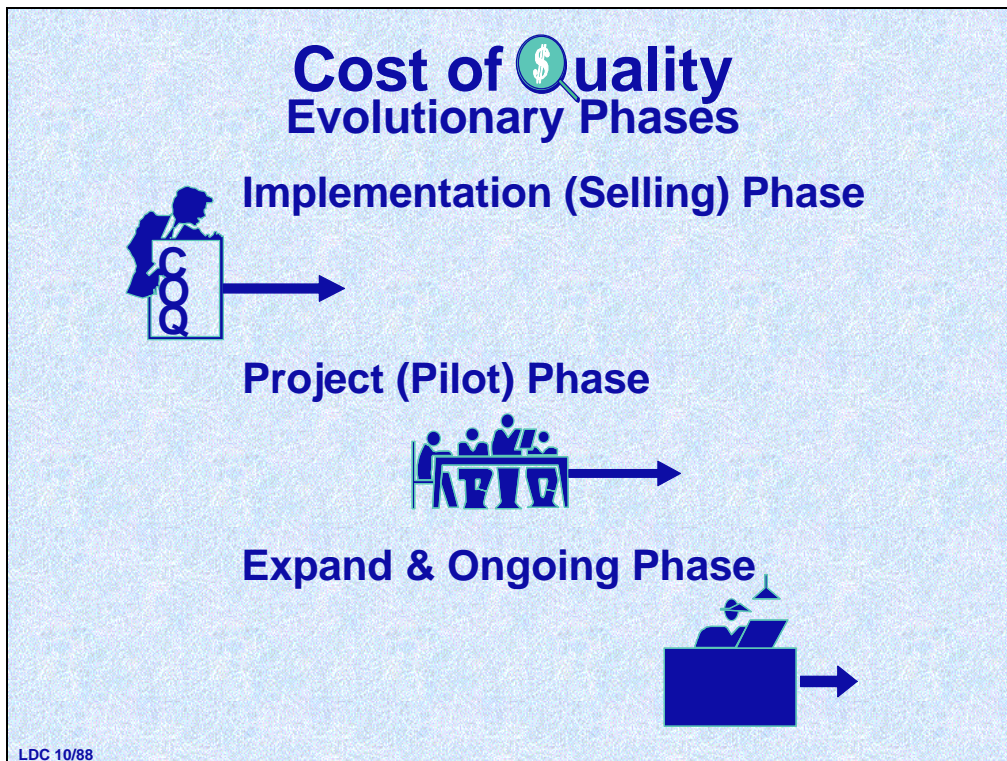 Cost of $uality
Evolutionary Phases
Implementation (Selling) Phase
C
O
Q
Project (Pilot) Phase
Expand & Ongoing Phase
LDC 10/88